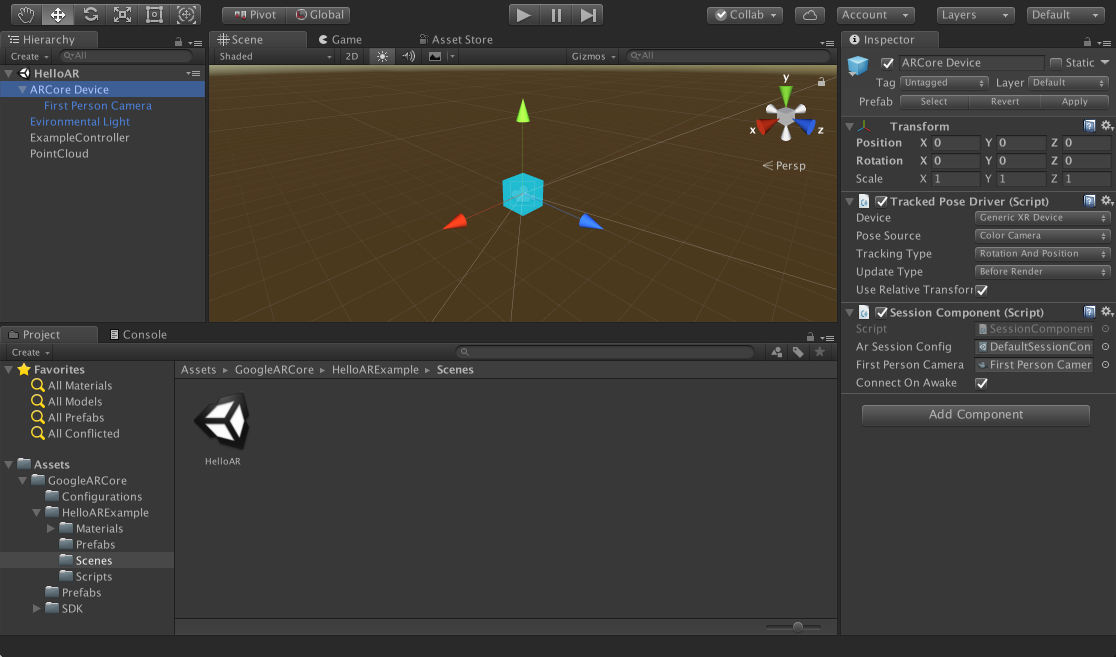 Pivot Global Collab Account Layers Default
Hierarchy
Create All
HelloAR
ARCore Device
First Person Camera
Evironmental Light
ExampleController
PointCloud
Scene Game Asset Store
Shaded 2D Gizmos All
y
x z
Persp
Inspector
ARCore Device Static
Tag Untagged Layer Default
Prefab Select Revert Apply
Transform
Position X 0 Y 0 Z 0
Rotation X 0 Y 0 Z 0
Scale X 1 Y 1 Z 1
Tracked Pose Driver (Script)
Device Generic XR Device
Pose Source Color Camera
Tracking Type Rotation And Position
Update Type Before Render
Use Relative Transforr
Session Component (Script)
Script SessionComponent
Ar Session Config DefaultSessionCon
First Person Camera First Person Camer
Connect On Awake
Add Component
Project Console
Create
Favorites
All Materials
All Models
All Prefabs
All Conflicted
Assets
GoogleARCore
Configurations
HelloARExample
Materials
Prefabs
Scenes
Scripts
Prefabs
SDK
Assets GoogleARCore HelloARExample Scenes
HelloAR